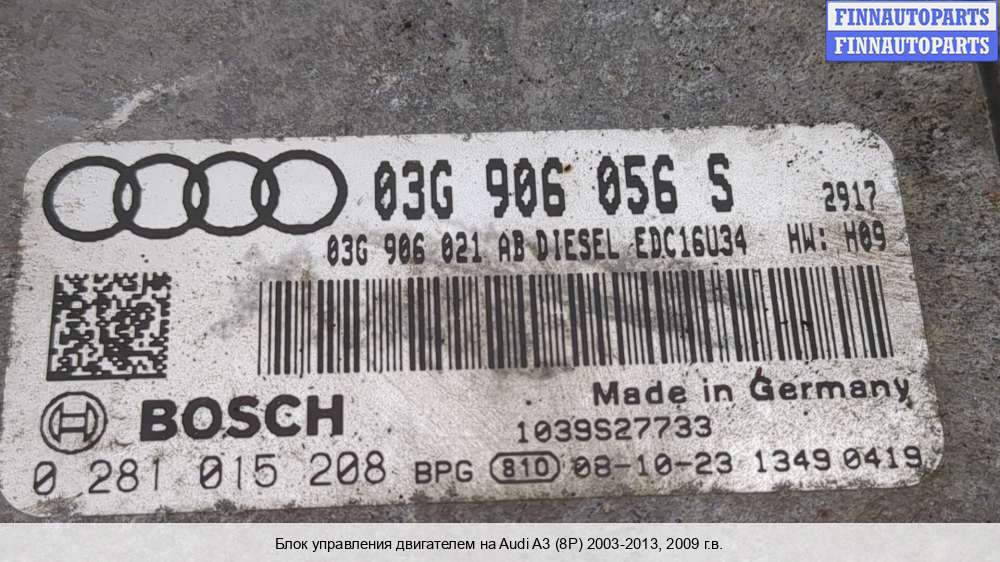 FINNAUTOPARTS
FINNAUTOPARTS
03G 906 056 S 2917
03G 906 021 AB DIESEL EDC16U34 HW: H09
Made in Germany
BOSCH
1039S27733
0 281 015 208 BPG 810 08-10-23 1349 0419
Блок управления двигателем на Audi A3 (8P) 2003-2013, 2009 г.в.